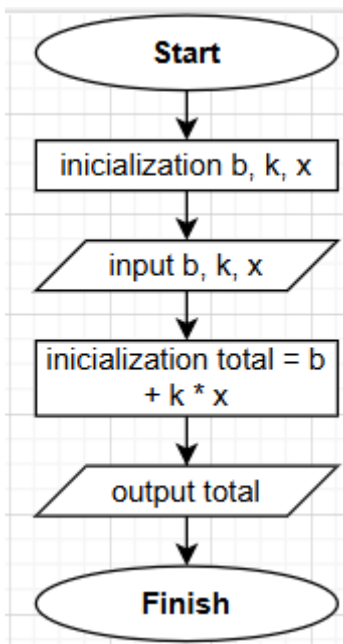 Start
inicialization b, k, x
input b, k, x
inicialization total = b
+ k * x
output total
Finish